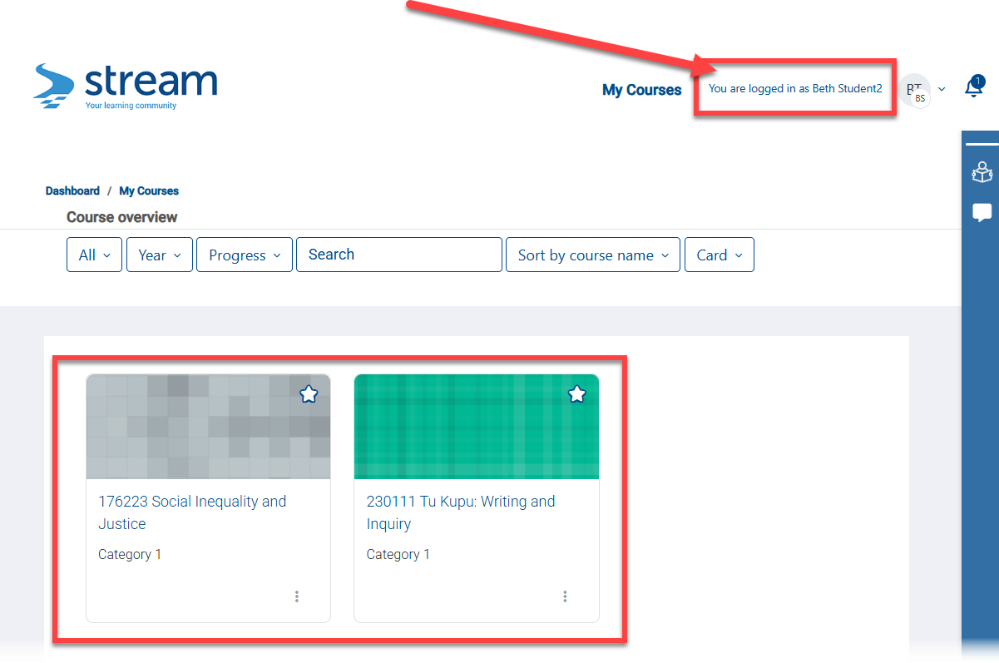 stream
Your learning community
My Courses
You are logged in as Beth Student2
BS
1
Dashboard / My Courses
Course overview
All
Year
Progress
Search
Sort by course name
Card
176223 Social Inequality and
Justice
Category 1
230111 Tu Kupu: Writing and
Inquiry
Category 1